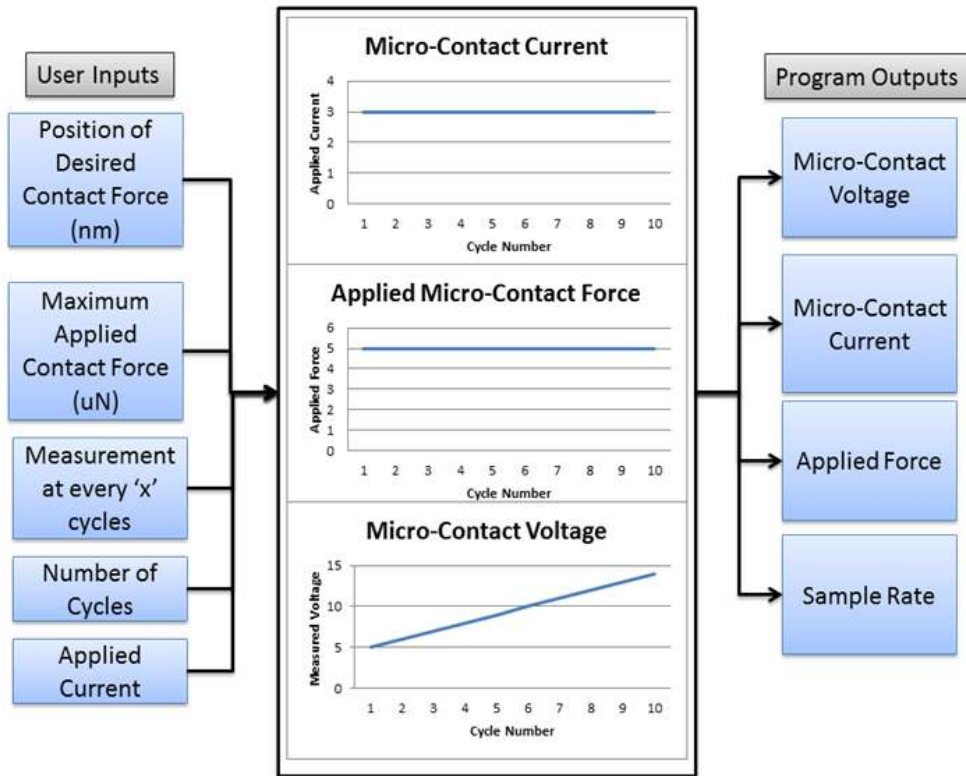 User Inputs
Position of
Desired
Contact Force
(nm)
Maximum
Applied
Contact Force
(uN)
Measurement
at every ‘x’
cycles
Number of
Cycles
Applied
Current
Micro-Contact Current
Applied Current
4
3
2
1
0
1 2 3 4 5 6 7 8 9 10
Cycle Number
Applied Micro-Contact Force
Applied Force
6
5
4
3
2
1
0
1 2 3 4 5 6 7 8 9 10
Cycle Number
Micro-Contact Voltage
Measured Voltage
15
10
5
0
1 2 3 4 5 6 7 8 9 10
Cycle Number
Program Outputs
Micro-Contact
Voltage
Micro-Contact
Current
Applied Force
Sample Rate